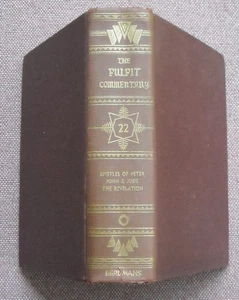 THE
PULPIT
COMMENTARY
22
EPISTLES OF PETER
JOHN & JUDE
THE REVELATION
EERDMANS